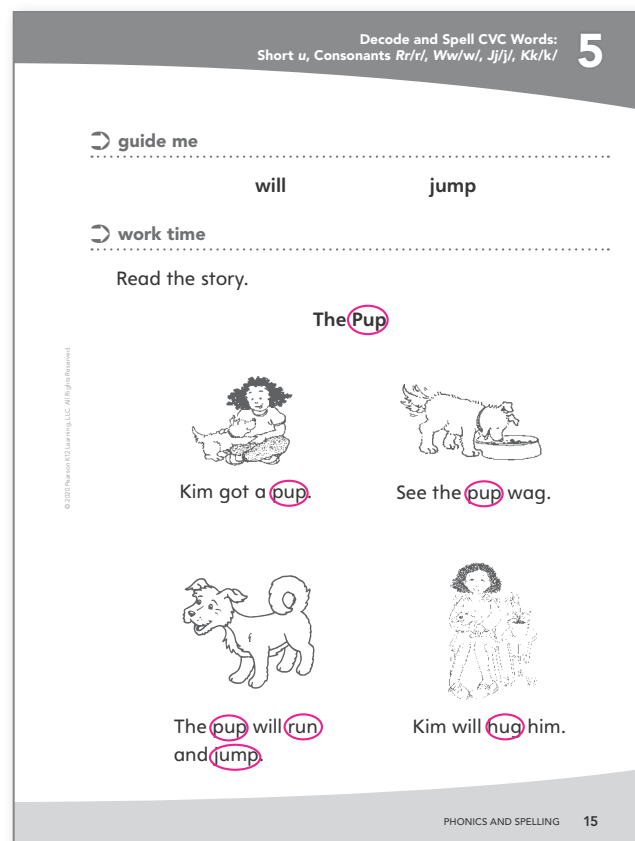 Decode and Spell CVC Words:
Short u, Consonants Rr/r/, Ww/w/, Jj/j/, Kk/k/
5
guide me
will jump
work time
Read the story.
The Pup
Kim got a pup.
See the pup wag.
The pup will run
and jump.
Kim will hug him.
© 2020 Pearson K12 Learning, LLC. All Rights Reserved.
PHONICS AND SPELLING 15